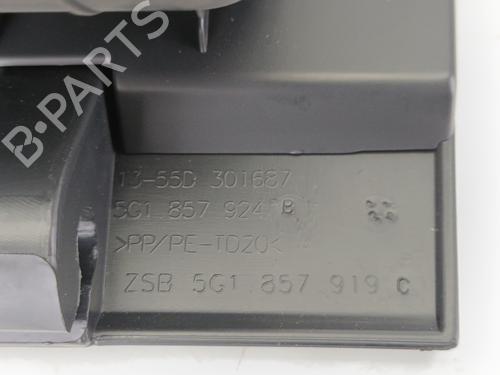 B-PARTS
13-55D 301687
5G1 857 924 B
>PP/PE-TD20<
ZSB 5G1 857 919 C